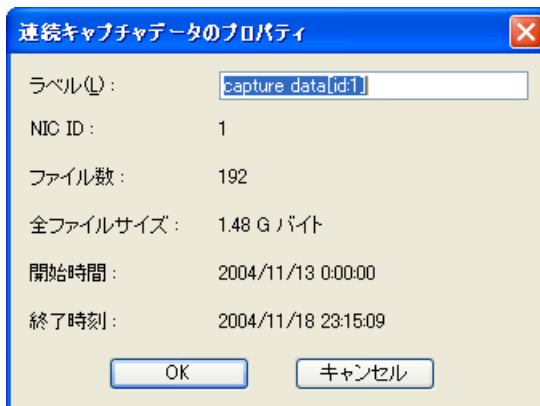 連続キャプチャデータのプロパティ
ラベル(L) : capture data[id:1]
NIC ID : 1
ファイル数 : 192
全ファイルサイズ : 1.48 G バイト
開始時間 : 2004/11/13 0:00:00
終了時刻 : 2004/11/18 23:15:09
OK キャンセル